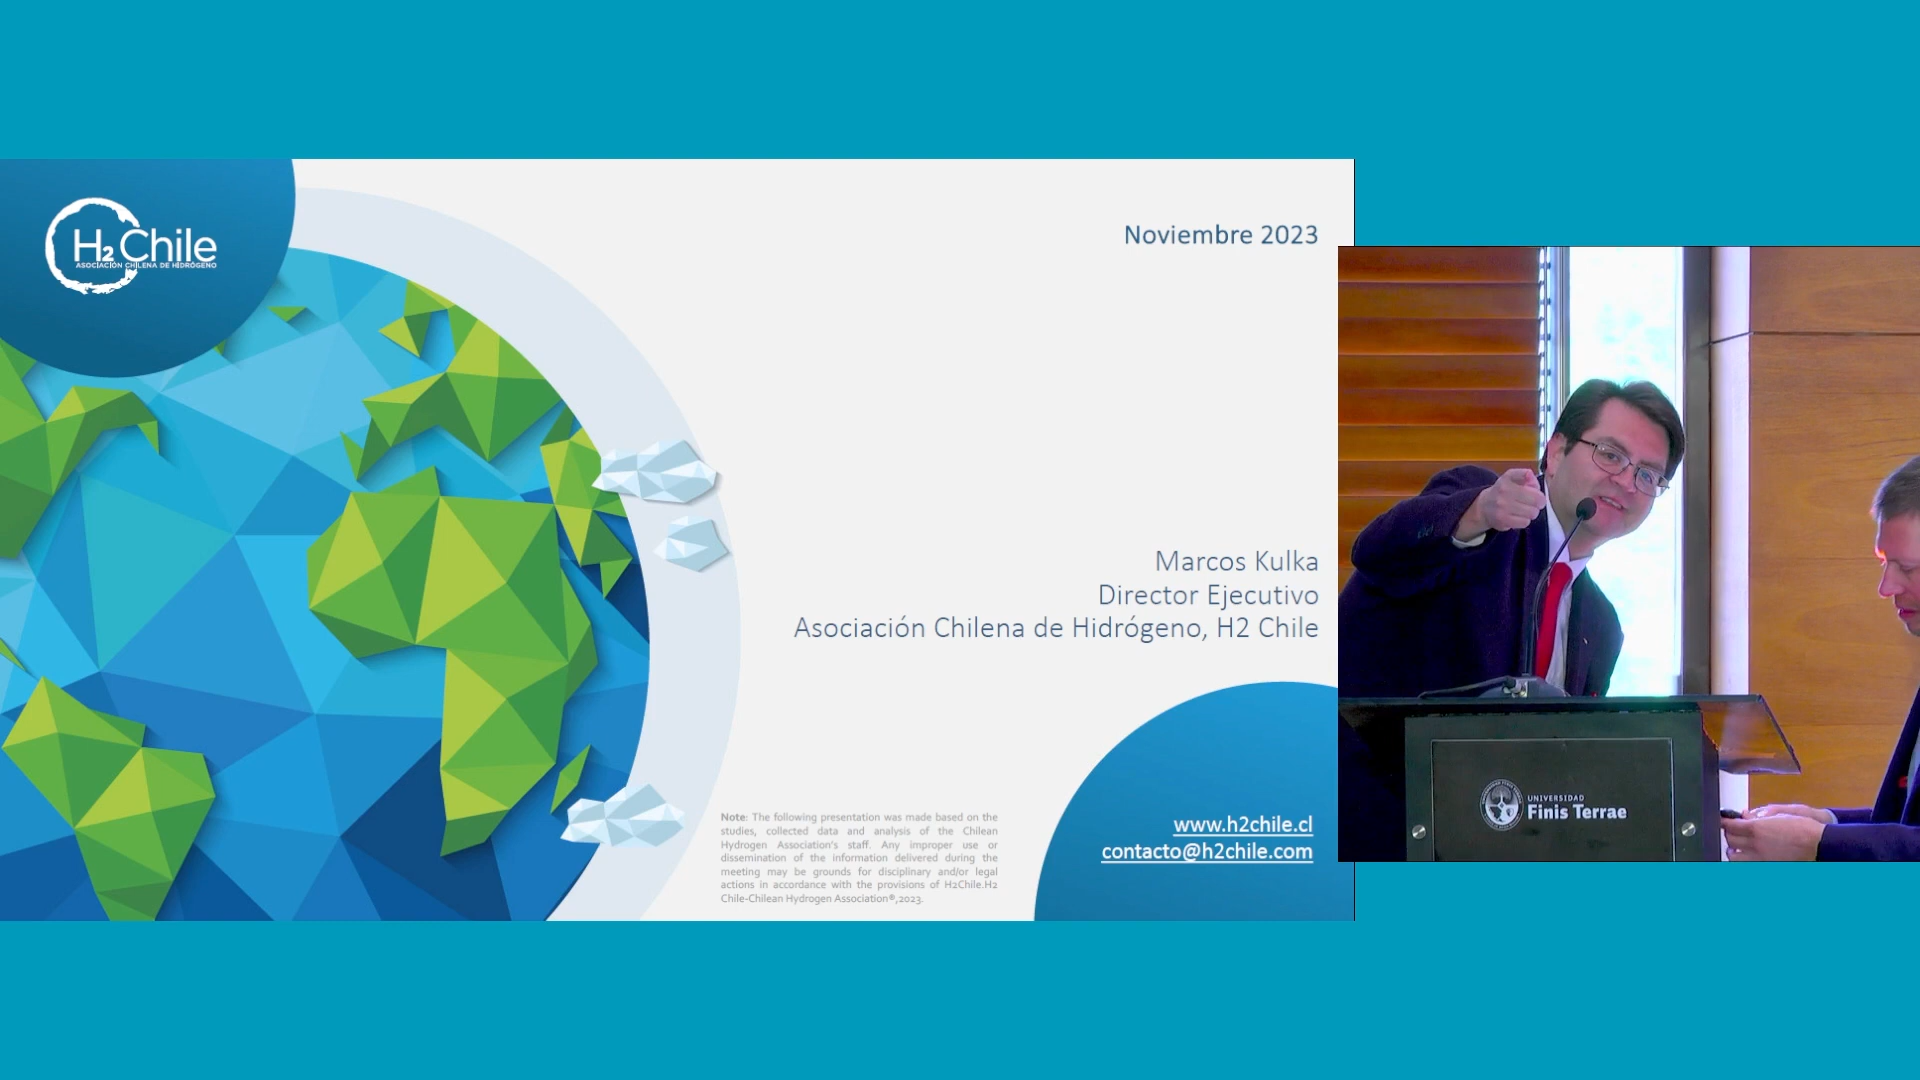 H2 Chile
ASOCIACIÓN CHILENA DE HIDRÓGENO
Noviembre 2023
Marcos Kulka
Director Ejecutivo
Asociación Chilena de Hidrógeno, H2 Chile
Note: The following presentation was made based on the
studies, collected data and analysis of the Chilean
Hydrogen Association's staff. Any improper use or
dissemination of the information delivered during the
meeting may be grounds for disciplinary and/or legal
actions in accordance with the provisions of H2Chile.H2
Chile-Chilean Hydrogen Association®,2023.
www.h2chile.cl
contacto@h2chile.com
UNIVERSIDAD
Finis Terrae